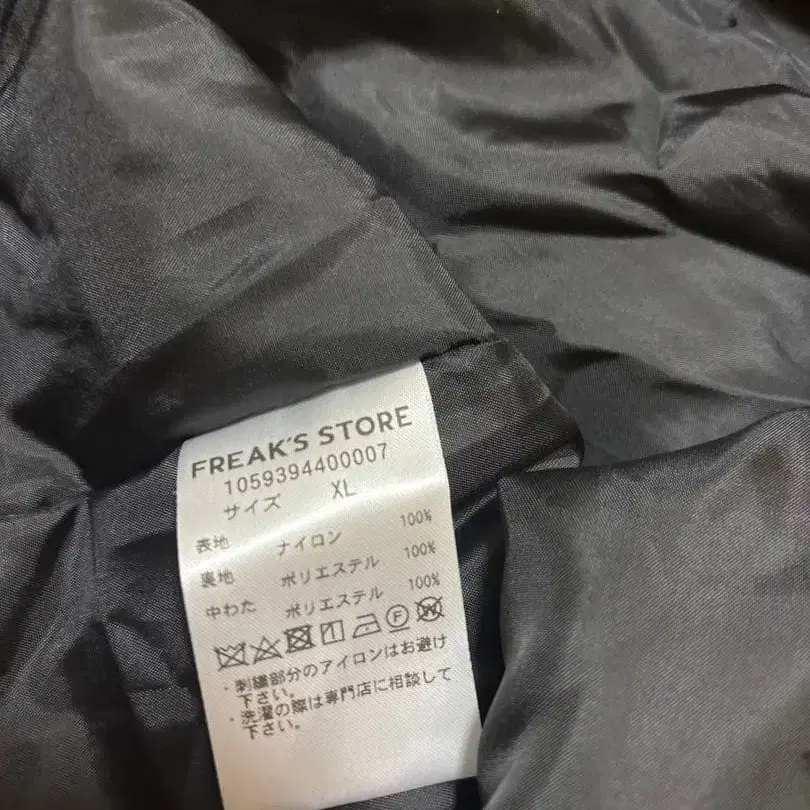 FREAK'S STORE
1059394400007
サイズ XL
表地 ナイロン 100%
裏地 ポリエステル 100%
中わた ポリエステル 100%
・刺繍部分のアイロンはお避け
下さい。
・洗濯の際は専門店に相談して
下さい。